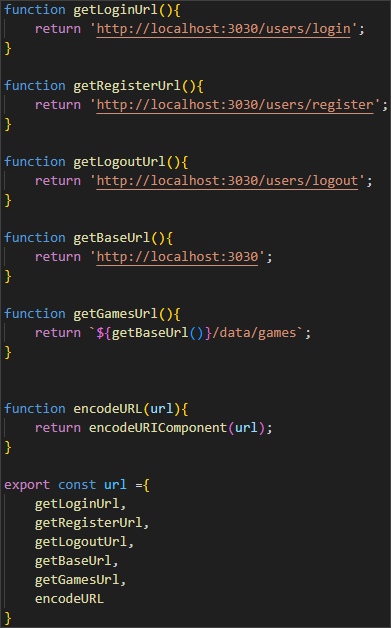 function getLoginUrl(){
    return 'http://localhost:3030/users/login';
}

function getRegisterUrl(){
    return 'http://localhost:3030/users/register';
}

function getLogoutUrl(){
    return 'http://localhost:3030/users/logout';
}

function getBaseUrl(){
    return 'http://localhost:3030';
}

function getGamesUrl(){
    return `${getBaseUrl()}/data/games`;
}


function encodeURL(url){
    return encodeURIComponent(url);
}

export const url ={
    getLoginUrl,
    getRegisterUrl,
    getLogoutUrl,
    getBaseUrl,
    getGamesUrl,
    encodeURL
}